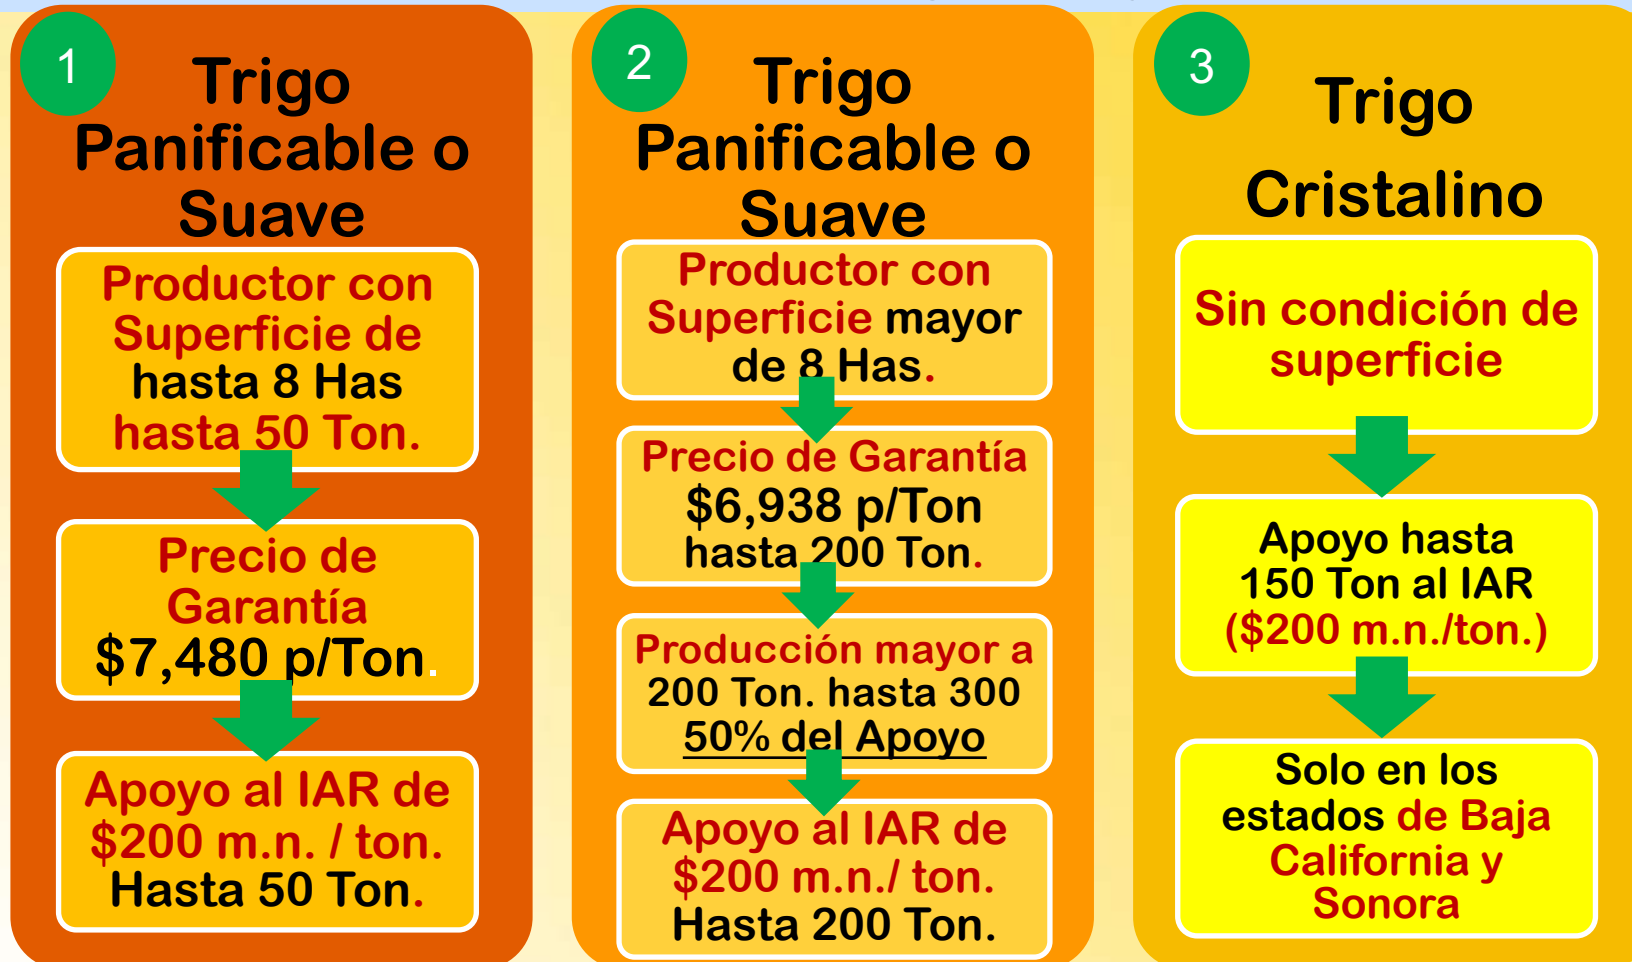 1
Trigo
Panificable o
Suave
Productor con
Superficie de
hasta 8 Has
hasta 50 Ton.
Precio de
Garantía
$7,480 p/Ton.
Apoyo al IAR de
$200 m.n. / ton.
Hasta 50 Ton.
2
Trigo
Panificable o
Suave
Productor con
Superficie mayor
de 8 Has.
Precio de Garantía
$6,938 p/Ton
hasta 200 Ton.
Producción mayor a
200 Ton. hasta 300
50% del Apoyo
Apoyo al IAR de
$200 m.n./ ton.
Hasta 200 Ton.
3
Trigo
Cristalino
Sin condición de
superficie
Apoyo hasta
150 Ton al IAR
($200 m.n./ton.)
Solo en los
estados de Baja
California y
Sonora